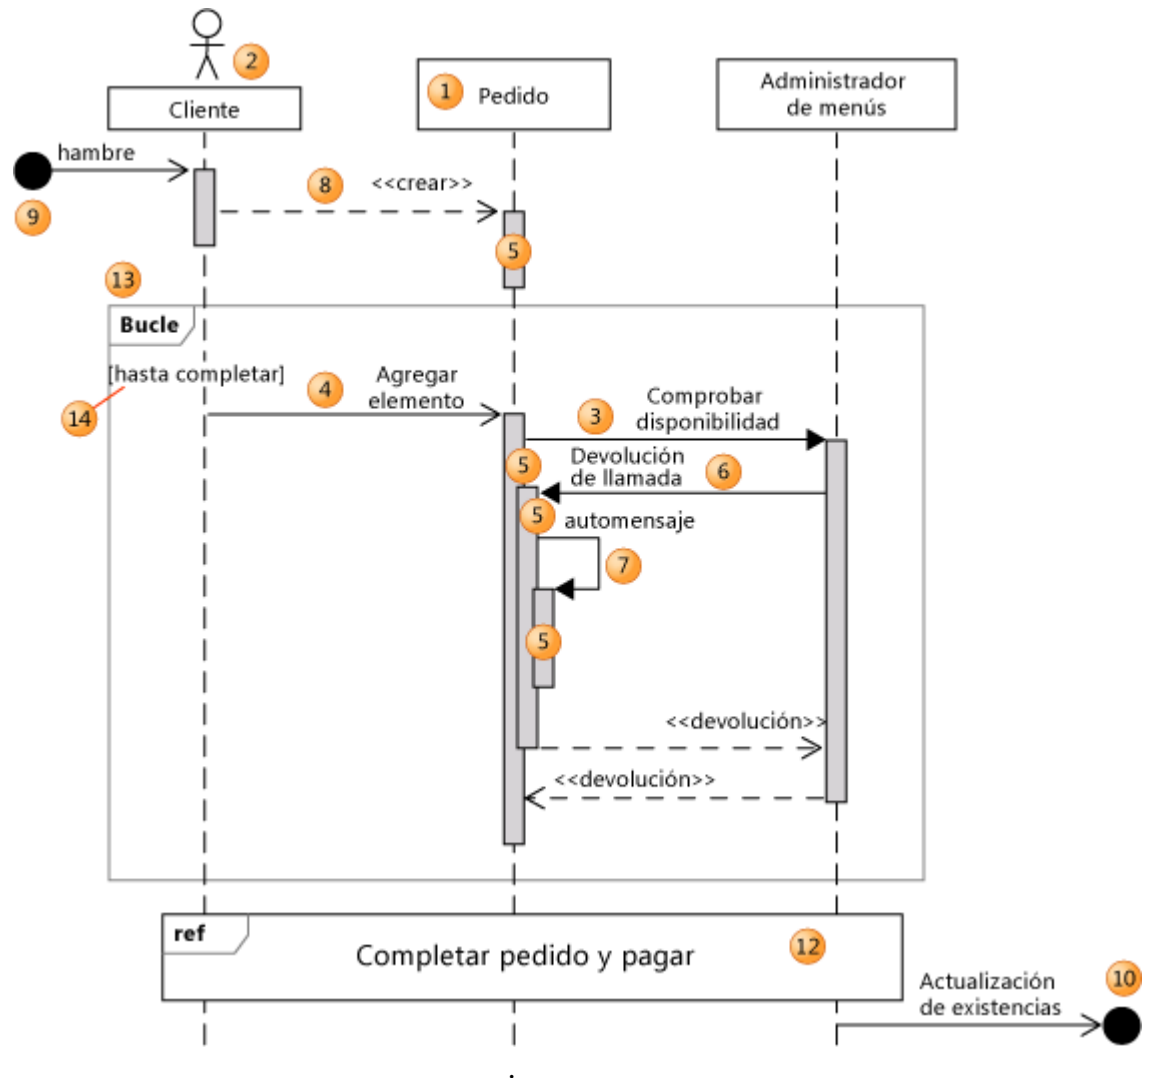 2
1
Cliente
Pedido
Administrador
de menús
hambre
9
8
<<crear>>
5
13
Bucle
[hasta completar]
14
4
Agregar
elemento
3
Comprobar
disponibilidad
5
Devolución
de llamada
6
5
automensaje
7
5
<<devolución>>
<<devolución>>
ref
Completar pedido y pagar
12
Actualización
de existencias
10